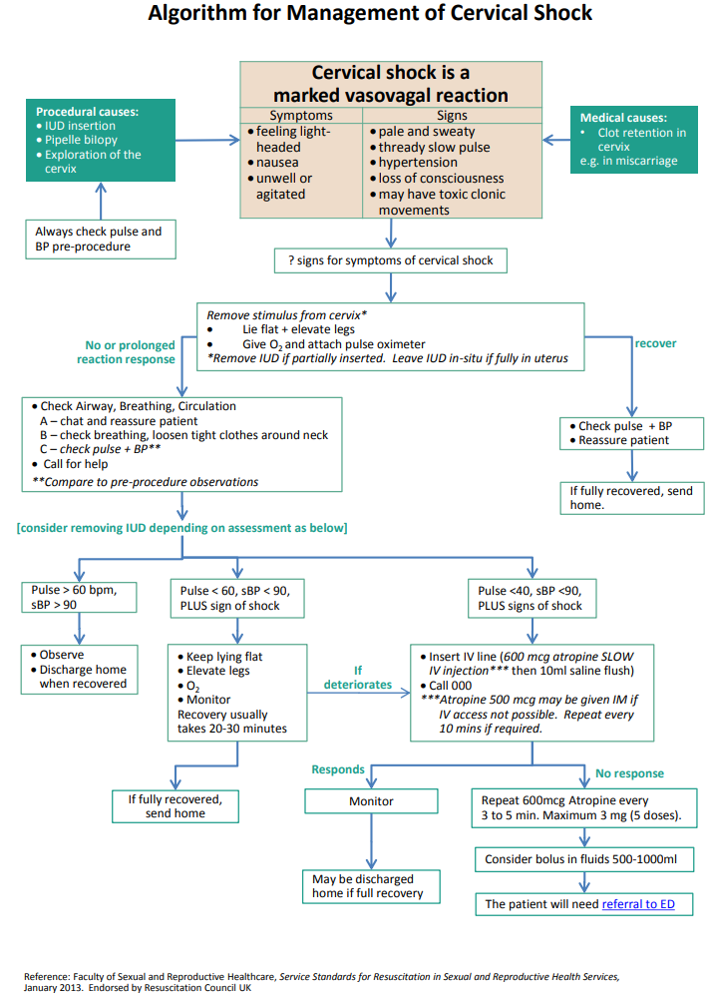 Algorithm for Management of Cervical Shock
Cervical shock is a
marked vasovagal reaction
Symptoms
• feeling light-
headed
• nausea
• unwell or
agitated
Signs
• pale and sweaty
• thready slow pulse
• hypertension
• loss of consciousness
• may have toxic clonic
movements
Procedural causes:
• IUD insertion
• Pipelle bilopy
• Exploration of the
cervix
Medical causes:
• Clot retention in
cervix
e.g. in miscarriage
Always check pulse and
BP pre-procedure
? signs for symptoms of cervical shock
Remove stimulus from cervix*
• Lie flat + elevate legs
• Give O₂ and attach pulse oximeter
*Remove IUD if partially inserted. Leave IUD in-situ if fully in uterus
No or prolonged
reaction response
recover
• Check Airway, Breathing, Circulation
A – chat and reassure patient
B – check breathing, loosen tight clothes around neck
C – check pulse + BP**
• Call for help
**Compare to pre-procedure observations
• Check pulse + BP
• Reassure patient
If fully recovered, send
home.
[consider removing IUD depending on assessment as below]
Pulse > 60 bpm,
sBP > 90
Pulse < 60, sBP < 90,
PLUS sign of shock
Pulse <40, sBP <90,
PLUS signs of shock
• Observe
• Discharge home
when recovered
• Keep lying flat
• Elevate legs
• O₂
• Monitor
Recovery usually
takes 20-30 minutes
If
deteriorates
• Insert IV line (600 mcg atropine SLOW
IV injection*** then 10ml saline flush)
• Call 000
***Atropine 500 mcg may be given IM if
IV access not possible. Repeat every
10 mins if required.
If fully recovered,
send home
Responds
No response
Monitor
Repeat 600mcg Atropine every
3 to 5 min. Maximum 3 mg (5 doses).
May be discharged
home if full recovery
Consider bolus in fluids 500-1000ml
The patient will need referral to ED
Reference: Faculty of Sexual and Reproductive Healthcare, Service Standards for Resuscitation in Sexual and Reproductive Health Services,
January 2013. Endorsed by Resuscitation Council UK